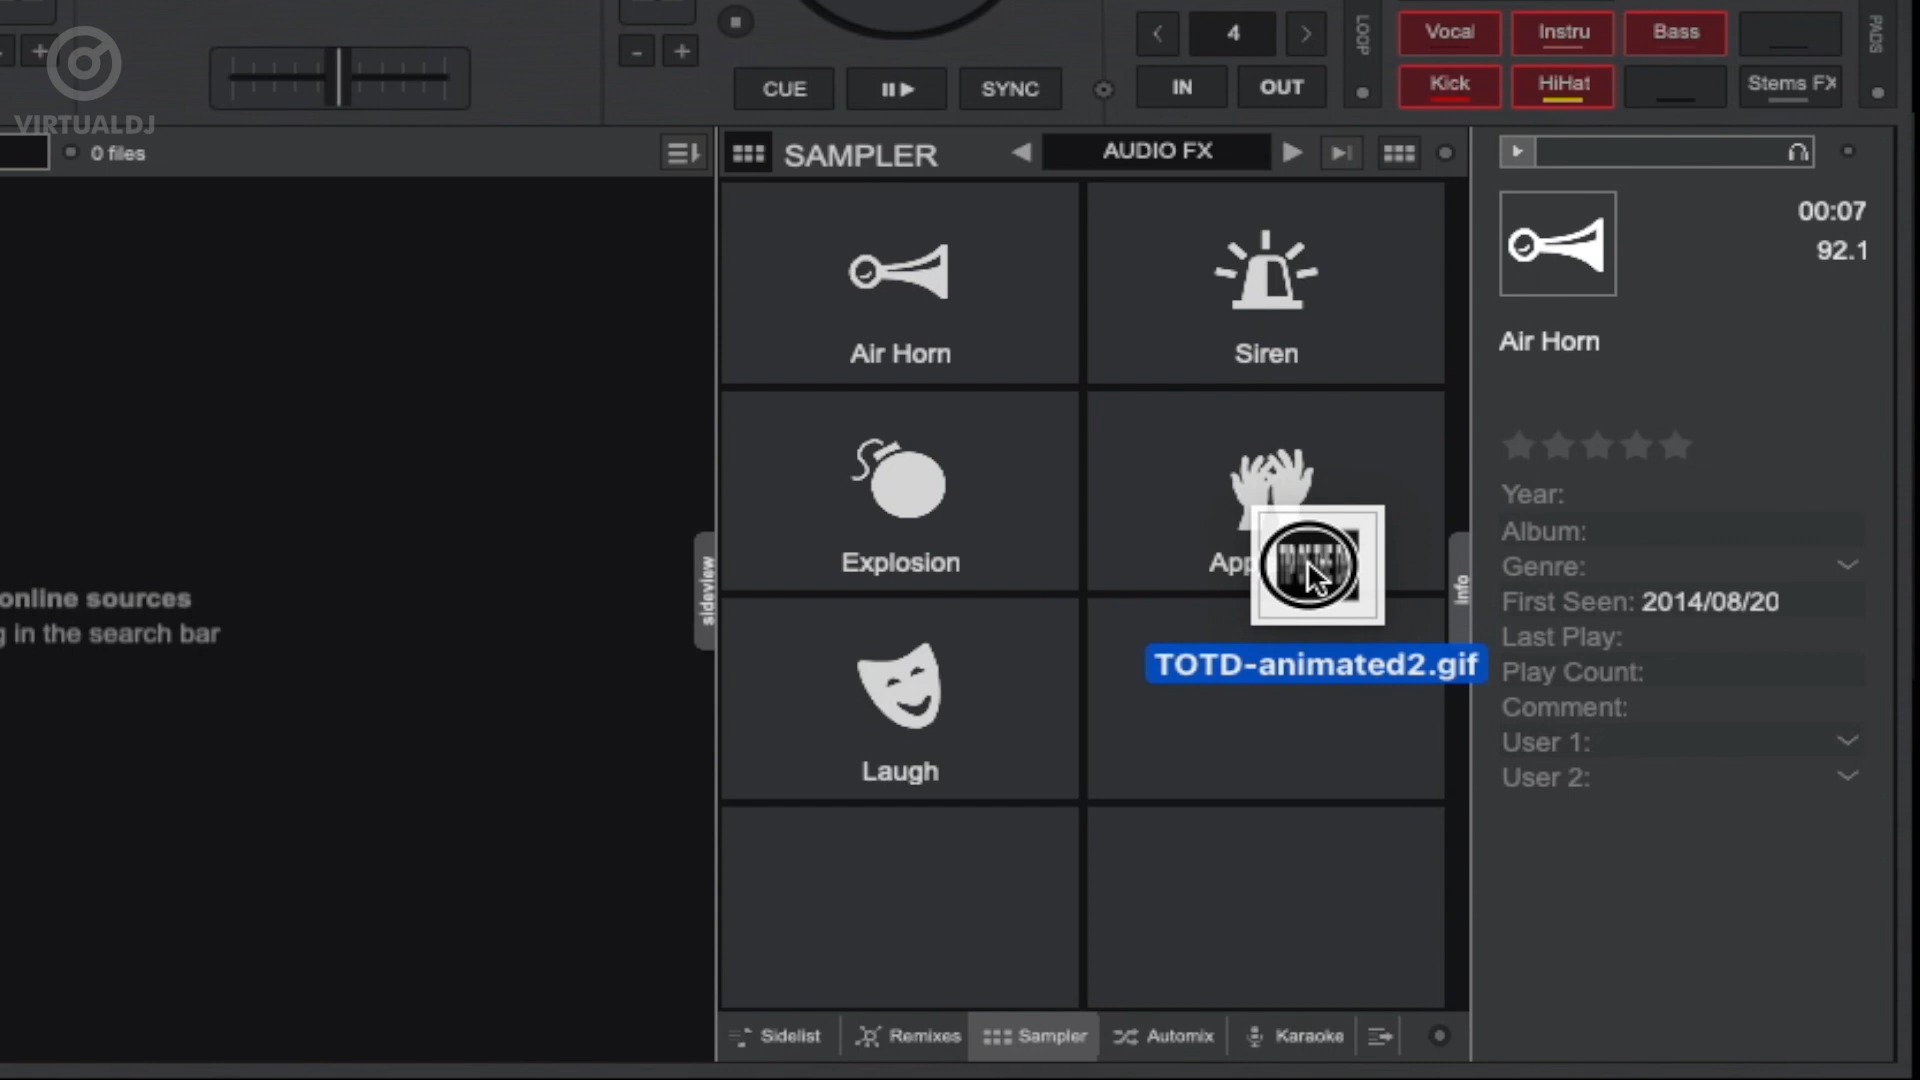 VIRTUALDJ
- +
+
CUE
SYNC
4
IN
OUT
LOOP
Vocal
Instru
Bass
Kick
HiHat
Stems FX
PADS
0 files
SAMPLER
AUDIO FX
Air Horn
Siren
Explosion
App
Laugh
TOTD-animated2.gif
online sources
g in the search bar
sideview
info
00:07
92.1
Air Horn
Year:
Album:
Genre:
First Seen: 2014/08/20
Last Play:
Play Count:
Comment:
User 1:
User 2:
Sidelist
Remixes
Sampler
Automix
Karaoke